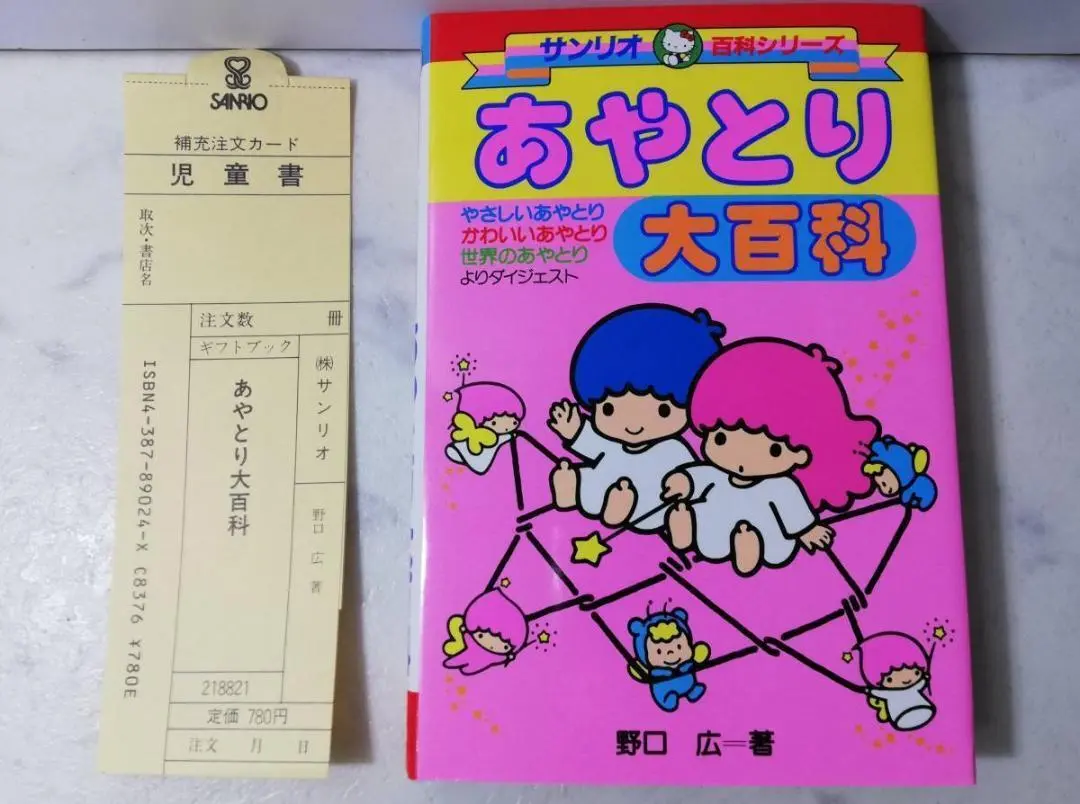 SANRIO
補充注文カード
児童書
取次・書店名
注文数 冊
ギフトブック
㈱サンリオ
あやとり大百科
野口 広 著
ISBN4-387-89024-X C8376 ¥780E
218821
定価 780円
注文 月 日
サンリオ 百科シリーズ
あやとり
大百科
やさしいあやとり
かわいいあやとり
世界のあやとり
よりダイジェスト
野口 広＝著